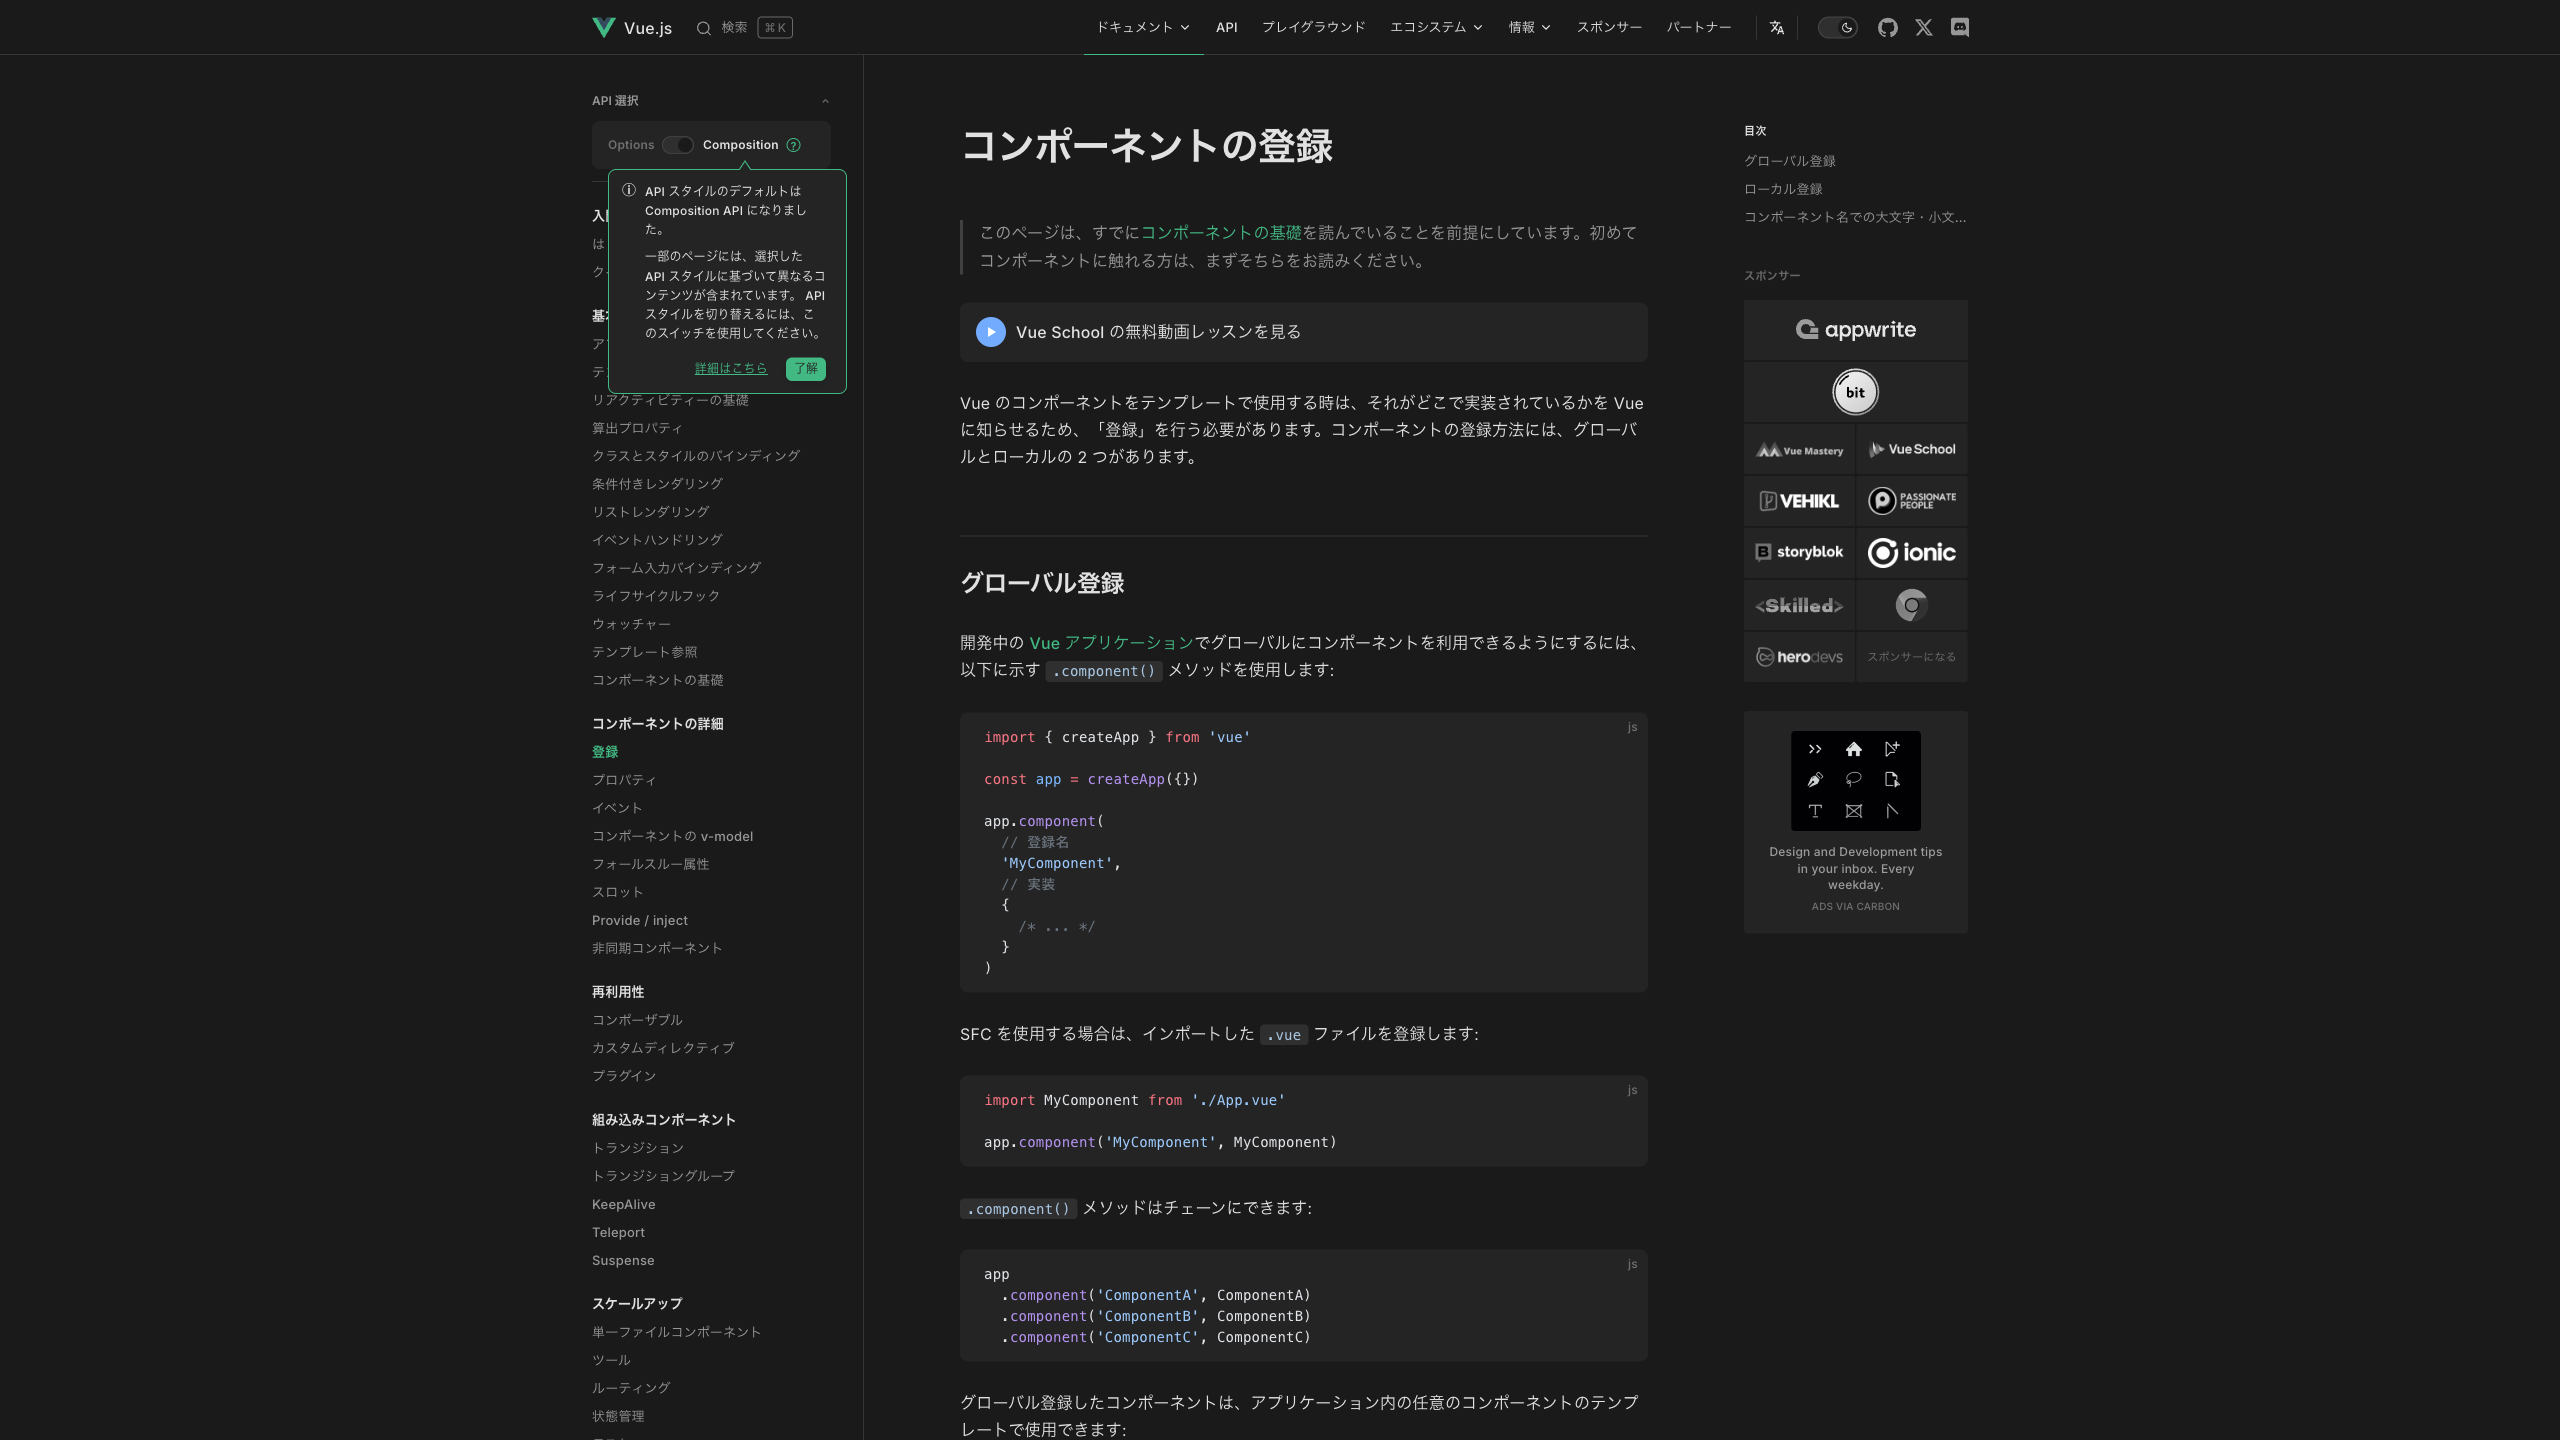 Vue.js
検索
⌘ K
ドキュメント
API
プレイグラウンド
エコシステム
情報
スポンサー
パートナー
API 選択
Options
Composition
?
API スタイルのデフォルトは
Composition API になりまし
た。
一部のページには、選択した
API スタイルに基づいて異なるコ
ンテンツが含まれています。 API
スタイルを切り替えるには、こ
のスイッチを使用してください。
詳細はこちら
了解
リアクティビティーの基礎
算出プロパティ
クラスとスタイルのバインディング
条件付きレンダリング
リストレンダリング
イベントハンドリング
フォーム入力バインディング
ライフサイクルフック
ウォッチャー
テンプレート参照
コンポーネントの基礎
コンポーネントの詳細
登録
プロパティ
イベント
コンポーネントの v-model
フォールスルー属性
スロット
Provide / inject
非同期コンポーネント
再利用性
コンポーザブル
カスタムディレクティブ
プラグイン
組み込みコンポーネント
トランジション
トランジショングループ
KeepAlive
Teleport
Suspense
スケールアップ
単一ファイルコンポーネント
ツール
ルーティング
状態管理
コンポーネントの登録
このページは、すでにコンポーネントの基礎を読んでいることを前提にしています。初めて
コンポーネントに触れる方は、まずそちらをお読みください。
Vue School の無料動画レッスンを見る
Vue のコンポーネントをテンプレートで使用する時は、それがどこで実装されているかを Vue
に知らせるため、「登録」を行う必要があります。コンポーネントの登録方法には、グローバ
ルとローカルの 2 つがあります。
グローバル登録
開発中の Vue アプリケーションでグローバルにコンポーネントを利用できるようにするには、
以下に示す .component() メソッドを使用します:
js
import { createApp } from 'vue'
const app = createApp({})
app.component(
// 登録名
'MyComponent',
// 実装
{
/* ... */
}
)
SFC を使用する場合は、インポートした .vue ファイルを登録します:
js
import MyComponent from './App.vue'
app.component('MyComponent', MyComponent)
.component() メソッドはチェーンにできます:
js
app
.component('ComponentA', ComponentA)
.component('ComponentB', ComponentB)
.component('ComponentC', ComponentC)
グローバル登録したコンポーネントは、アプリケーション内の任意のコンポーネントのテンプ
レートで使用できます:
目次
グローバル登録
ローカル登録
コンポーネント名での大文字・小文...
スポンサー
appwrite
bit
Vue Mastery
Vue School
VEHIKL
PASSIONATE
PEOPLE
storyblok
ionic
<Skilled>
herodevs
スポンサーになる
Design and Development tips
in your inbox. Every
weekday.
ADS VIA CARBON